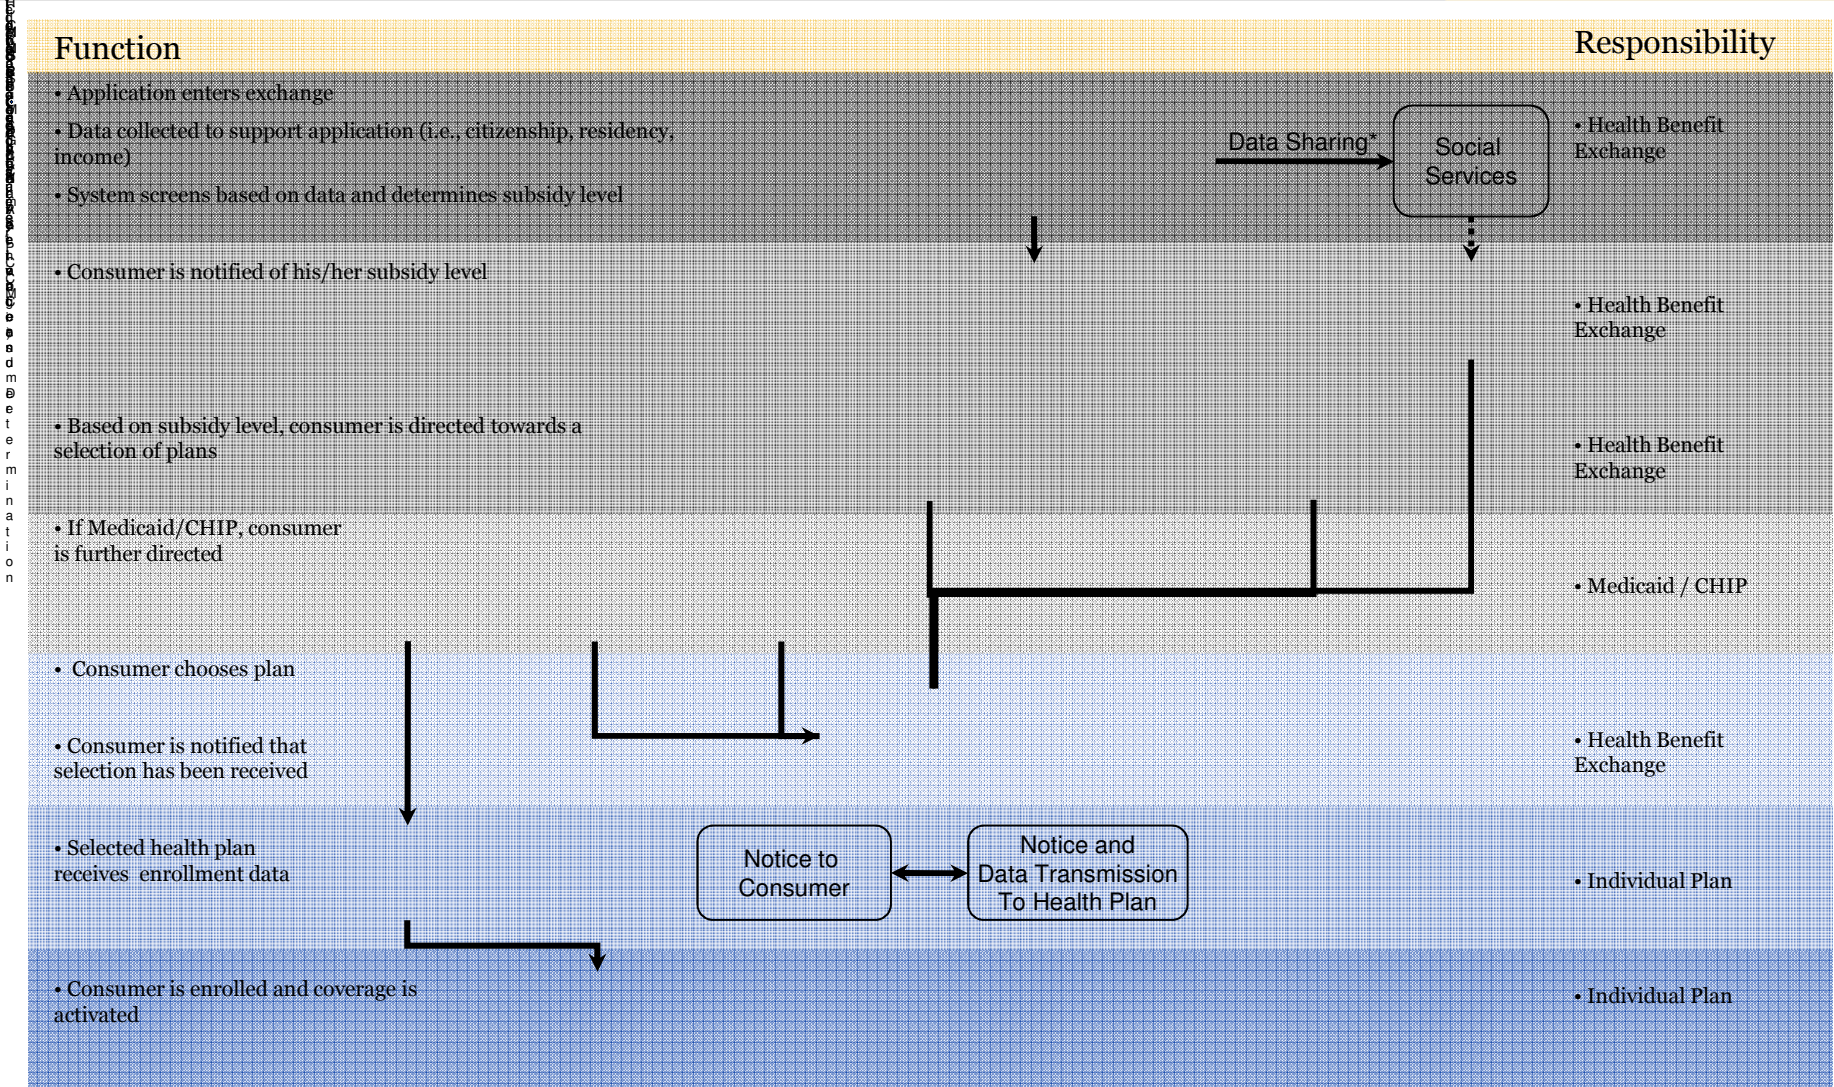 Function
Responsibility
• Application enters exchange
• Data collected to support application (i.e., citizenship, residency,
income)
• System screens based on data and determines subsidy level
Data Sharing*
Social
Services
• Health Benefit
Exchange
• Consumer is notified of his/her subsidy level
• Health Benefit
Exchange
• Based on subsidy level, consumer is directed towards a
selection of plans
• Health Benefit
Exchange
• If Medicaid/CHIP, consumer
is further directed
• Medicaid / CHIP
• Consumer chooses plan
• Consumer is notified that
selection has been received
• Health Benefit
Exchange
• Selected health plan
receives enrollment data
Notice to
Consumer
Notice and
Data Transmission
To Health Plan
• Individual Plan
• Consumer is enrolled and coverage is
activated
• Individual Plan